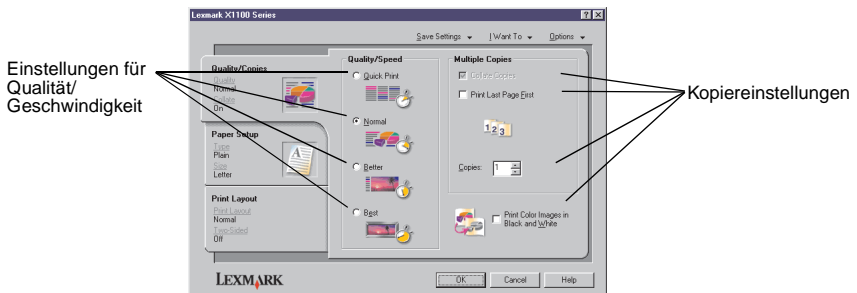 Lexmark X1100 Series
Save Settings
I Want To
Options
Einstellungen für
Qualität/
Geschwindigkeit
Quality/Copies
Quality
Normal
Collate
On
Paper Setup
Type
Plain
Size
Letter
Print Layout
Print Layout
Normal
Two Sided
Off
Quality/Speed
Quick Print
Normal
Better
Best
Multiple Copies
Collate Copies
Print Last Page First
1 2 3
Copies: 1
Print Color Images in
Black and White
Kopiereinstellungen
LEXMARK
OK
Cancel
Help